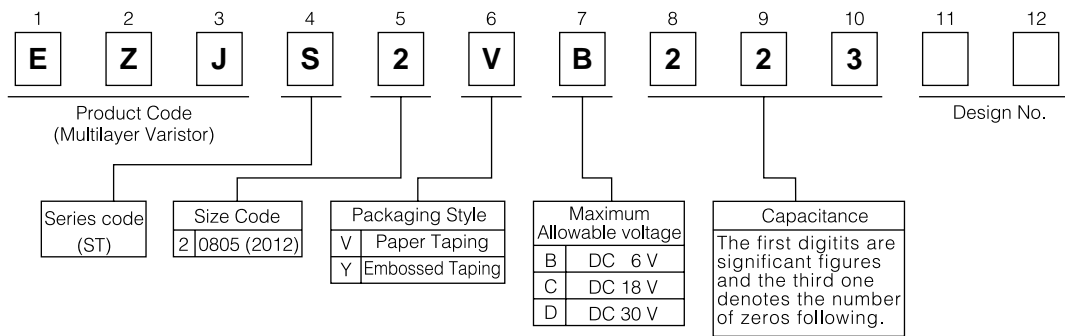 1 2 3 4 5 6 7 8 9 10 11 12
E Z J S 2 V B 2 2 3
Product Code
(Multilayer Varistor)
Design No.
Series code
(ST)
Size Code
2 0805 (2012)
Packaging Style
V Paper Taping
Y Embossed Taping
Maximum
Allowable voltage
B DC 6 V
C DC 18 V
D DC 30 V
Capacitance
The first digitits are
significant figures
and the third one
denotes the number
of zeros following.